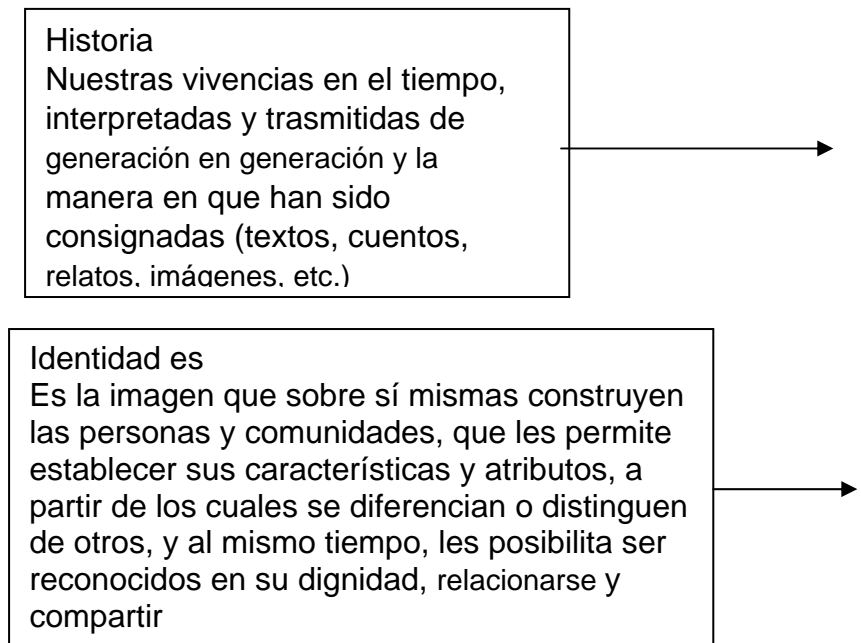 Historia
Nuestras vivencias en el tiempo,
interpretadas y trasmitidas de
generación en generación y la
manera en que han sido
consignadas (textos, cuentos,
relatos, imágenes, etc.)
Identidad es
Es la imagen que sobre sí mismas construyen
las personas y comunidades, que les permite
establecer sus características y atributos, a
partir de los cuales se diferencian o distinguen
de otros, y al mismo tiempo, les posibilita ser
reconocidos en su dignidad, relacionarse y
compartir